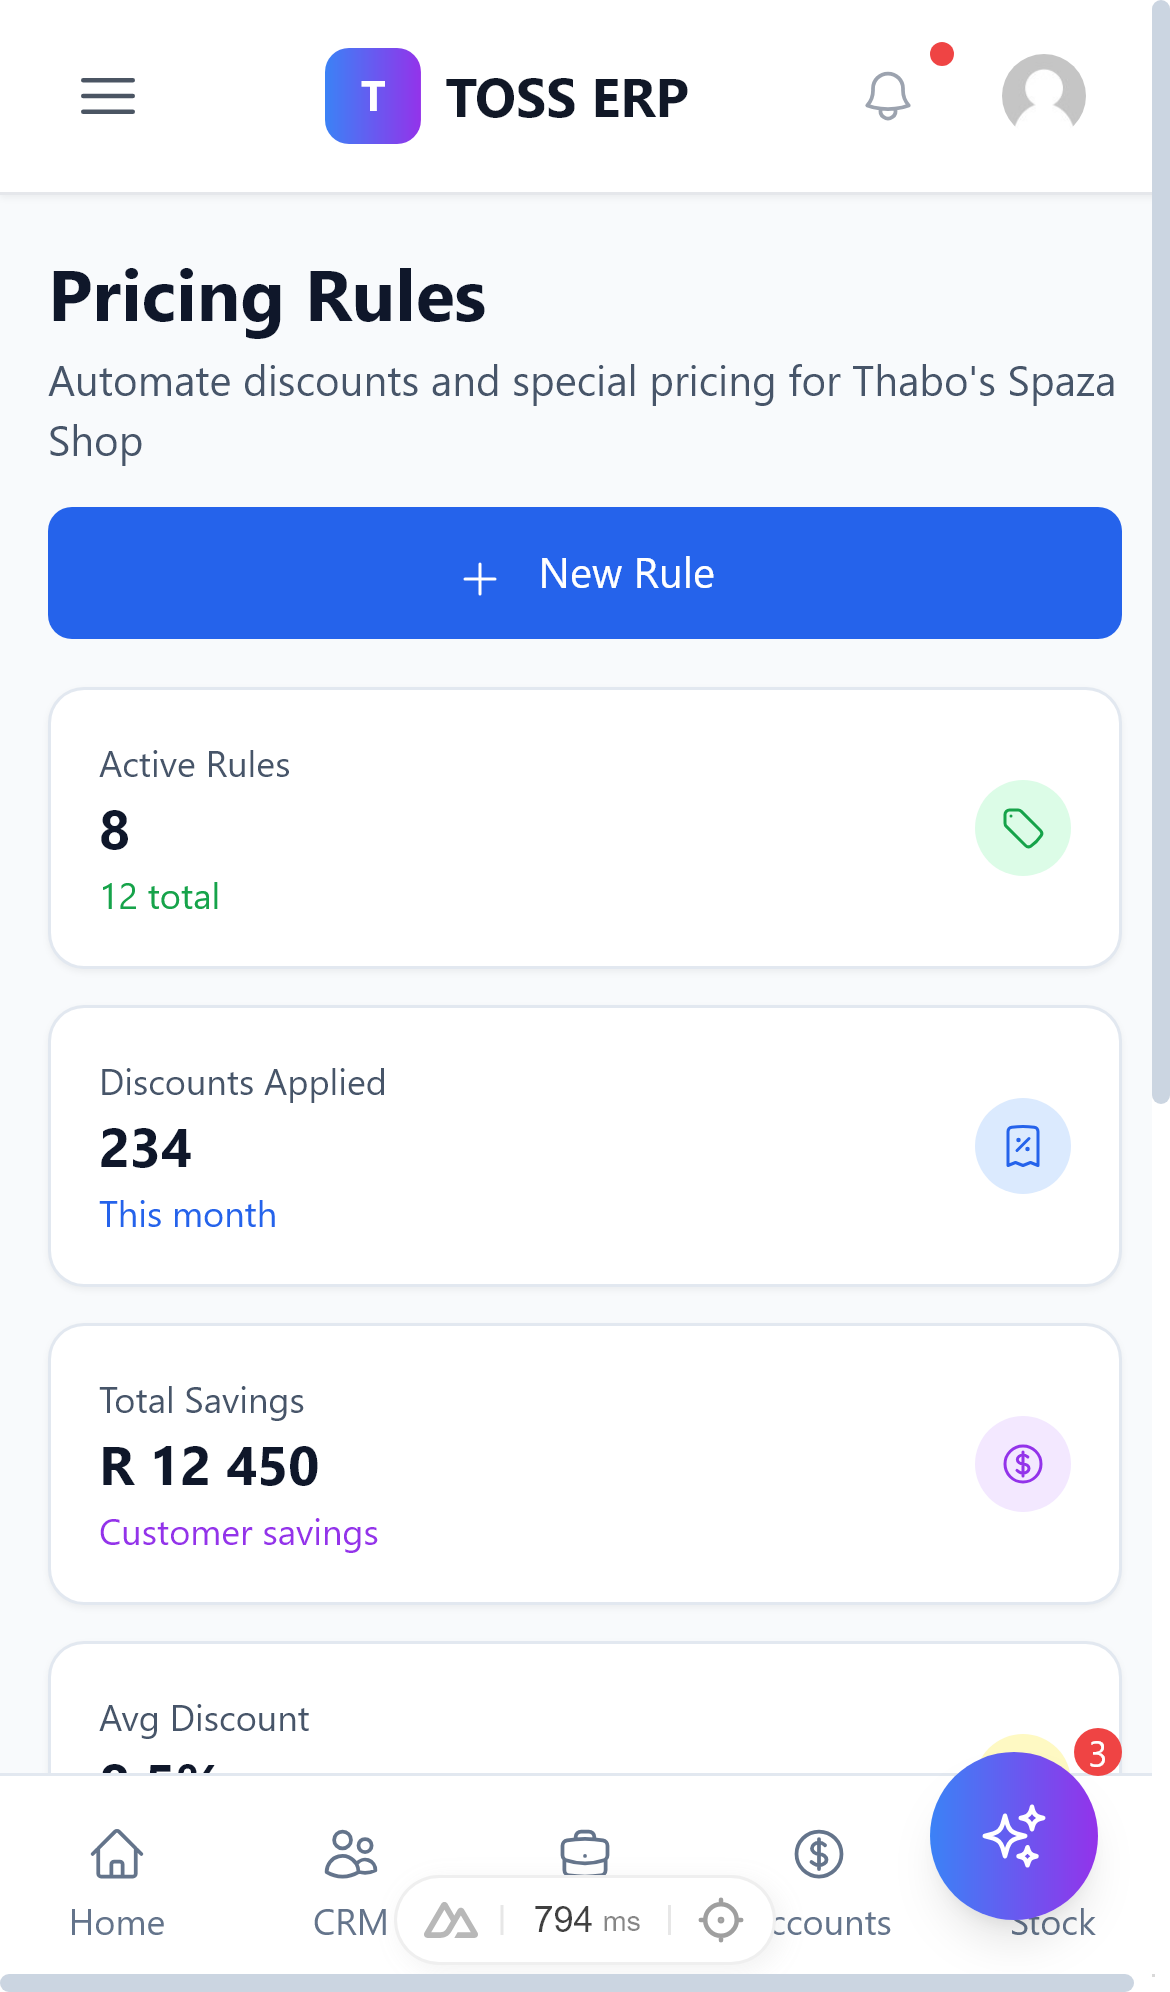 T TOSS ERP
Pricing Rules
Automate discounts and special pricing for Thabo's Spaza
Shop
New Rule
Active Rules
8
12 total
Discounts Applied
234
This month
Total Savings
R 12 450
Customer savings
Avg Discount
3
Home
CRM
ccounts
Stock
794 ms